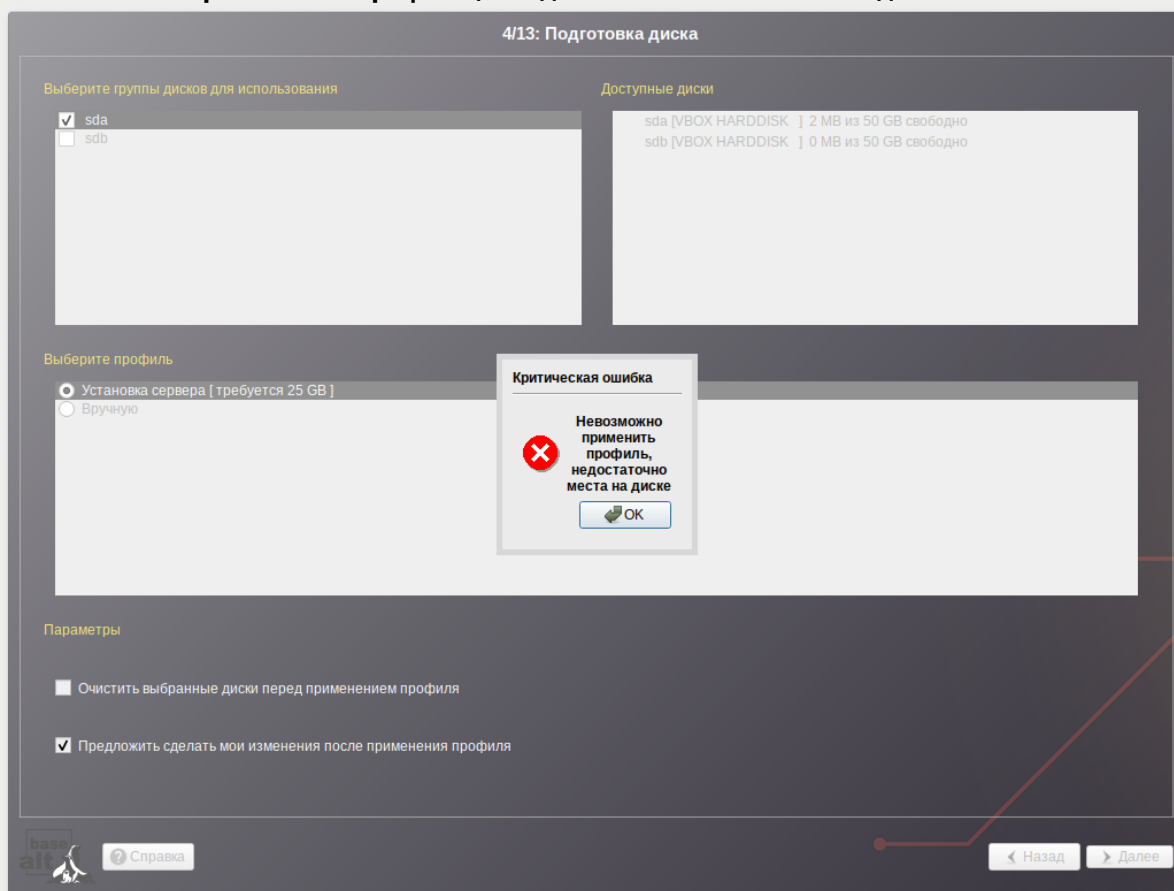 4/13: Подготовка диска
Выберите группы дисков для использования
Доступные диски
sda
sdb
sda [VBOX HARDDISK ] 2 MB из 50 GB свободно
sdb [VBOX HARDDISK ] 0 MB из 50 GB свободно
Выберите профиль
Установка сервера [ требуется 25 GB ]
Вручную
Критическая ошибка
Невозможно
применить
профиль,
недостаточно
места на диске
OK
Параметры
Очистить выбранные диски перед применением профиля
Предложить сделать мои изменения после применения профиля
base
alt
Справка
Назад
Далее